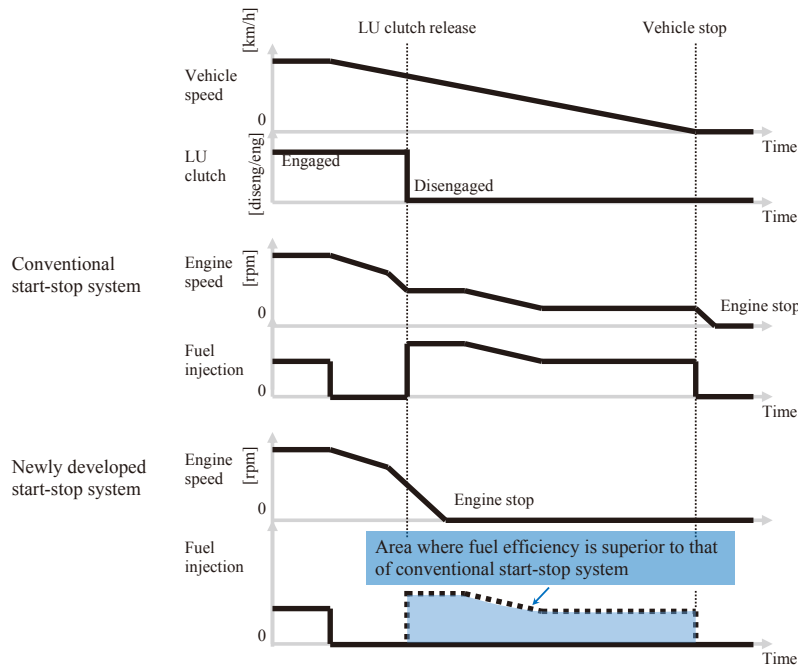 LU clutch release
Vehicle stop
[km/h]
Vehicle
speed
0
Time
LU
clutch
[diseng/eng]
Engaged
Disengaged
Time
Conventional
start-stop system
Engine
speed
[rpm]
0
Engine stop
Fuel
injection
0
Time
Newly developed
start-stop system
Engine
speed
[rpm]
0
Engine stop
Fuel
injection
Area where fuel efficiency is superior to that
of conventional start-stop system
0
Time